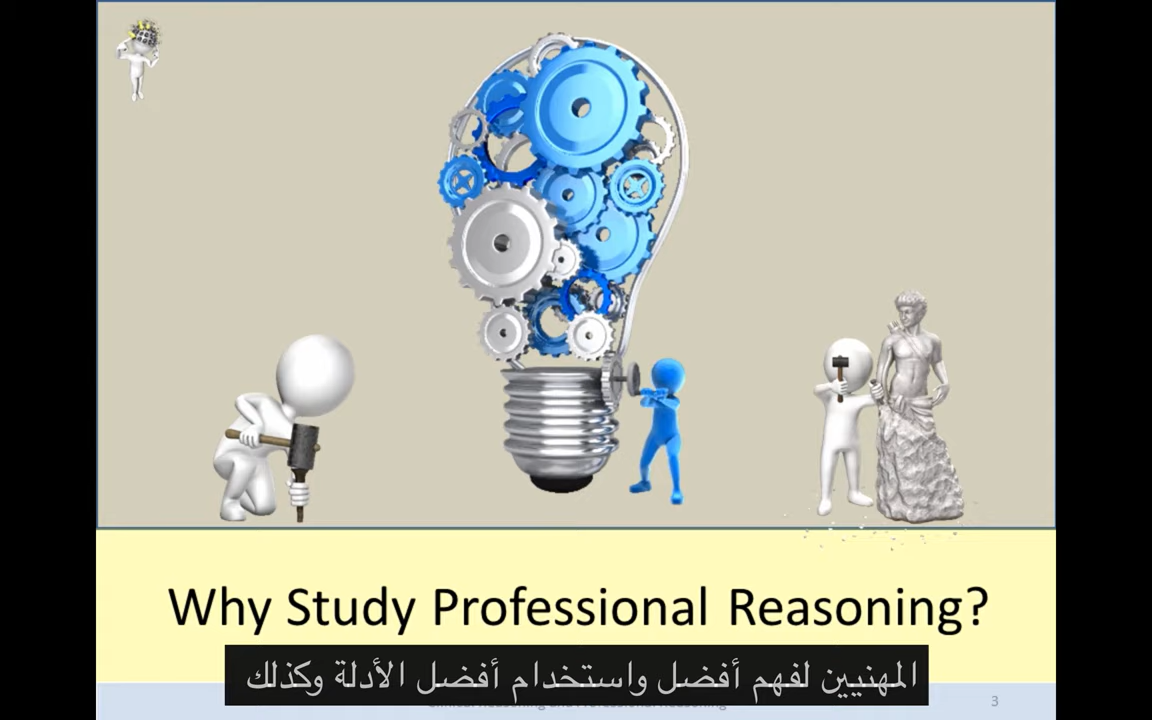 Why Study Professional Reasoning?
المهنيين لفهم أفضل واستخدام أفضل الأدلة وكذلك
3